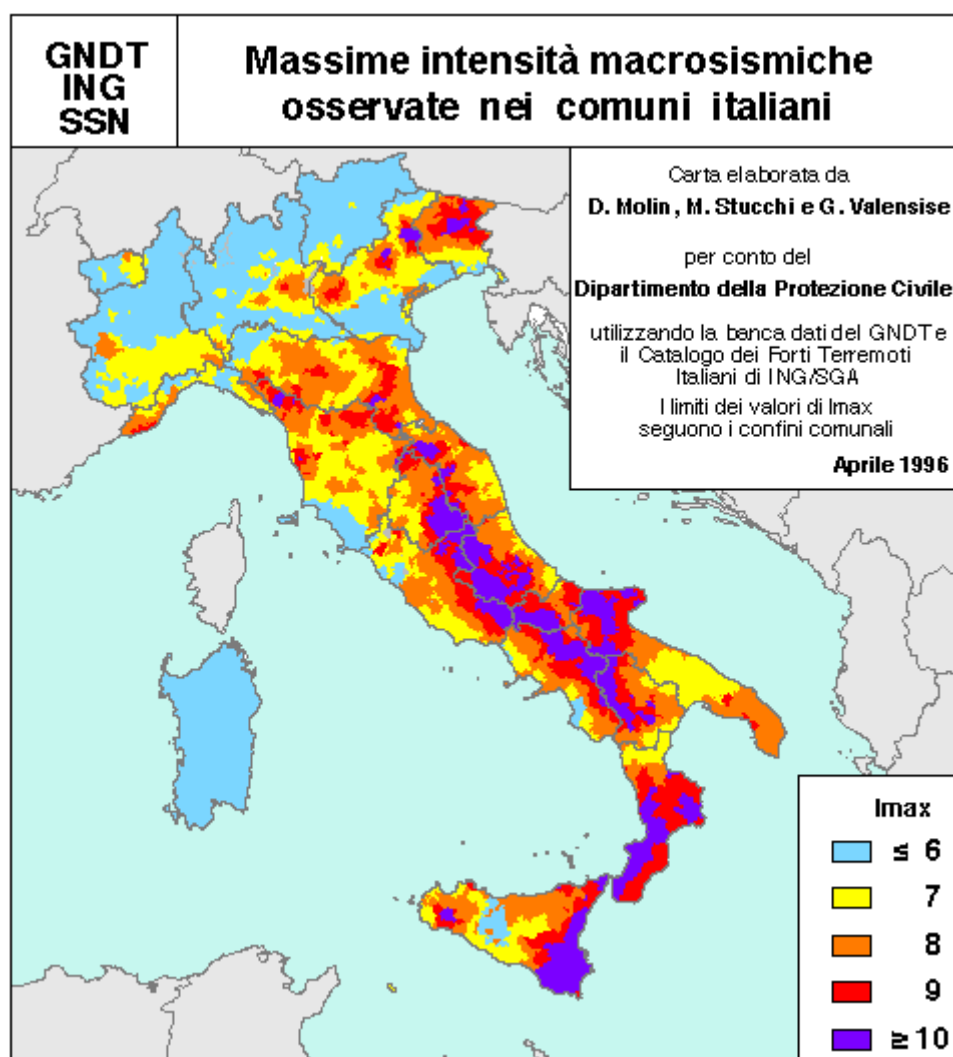 GNDT
ING
SSN
Massime intensità macrosismiche
osservate nei comuni italiani
Carta elaborata da
D. Molin, M. Stucchi e G. Valensise
per conto del
Dipartimento della Protezione Civile
utilizzando la banca dati del GNDT e
il Catalogo dei Forti Terremoti
Italiani di ING/SGA
I limiti dei valori di Imax
seguono i confini comunali
Aprile 1996
Imax
≤ 6
7
8
9
≥ 10